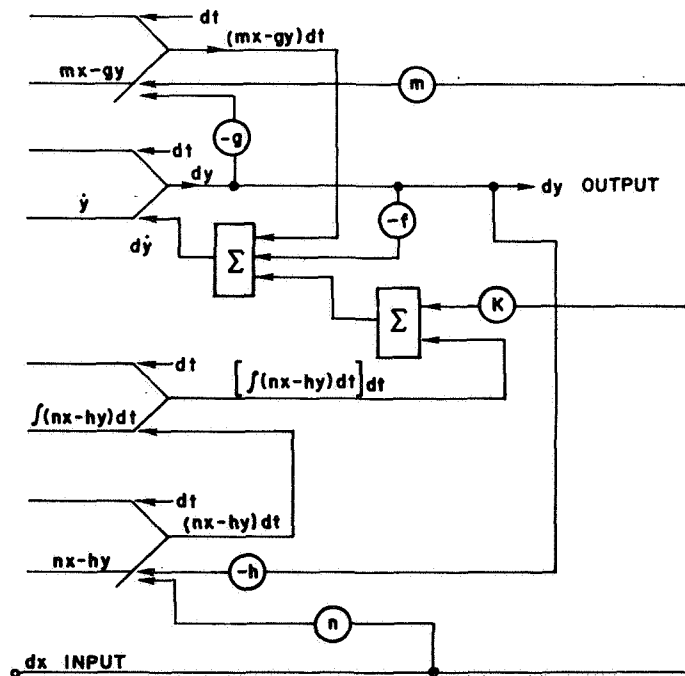 dt
(mx-gy)dt
mx-gy
m
-g
dt
dy
dy OUTPUT
ẏ
-f
dẏ
Σ
K
Σ
dt
[∫(nx-hy)dt]dt
∫(nx-hy)dt
dt
(nx-hy)dt
nx-hy
-h
n
dx INPUT